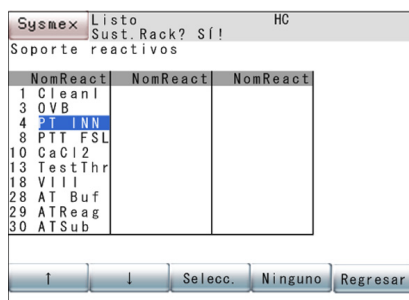 Sysmex Listo HC
Sust.Rack? SÍ!
Soporte reactivos
NomReact NomReact NomReact
1 CleanI
3 OVB
4 PT INN
8 PTT FSL
10 CaCl2
13 TestThr
18 VIII
28 AT Buf
29 ATReag
30 ATSub
↑ ↓ Selecc. Ninguno Regresar